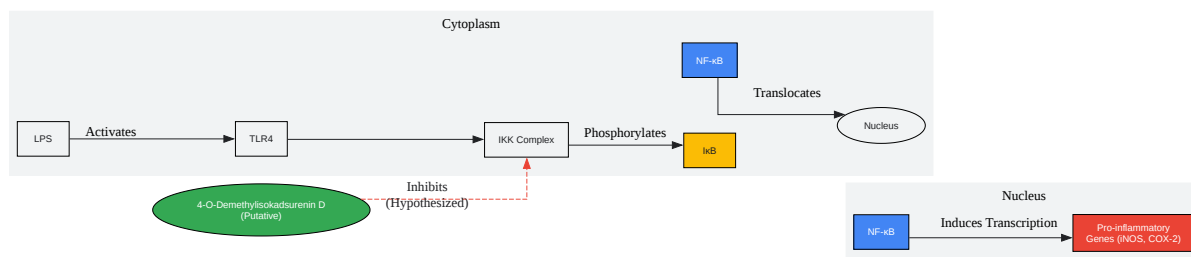 Cytoplasm
NF-κB
Translocates
LPS
Activates
TLR4
IKK Complex
Phosphorylates
IκB
Nucleus
4-O-Demethylisokadsurenin D
(Putative)
Inhibits
(Hypothesized)
Nucleus
NF-κB
Induces Transcription
Pro-inflammatory
Genes (iNOS, COX-2)